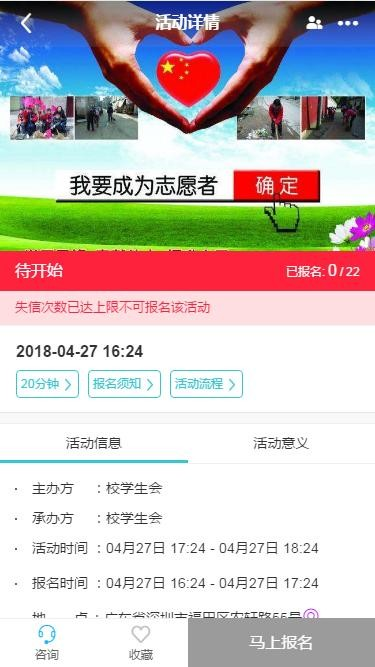 活动详情
我要成为志愿者 确定
待开始 已报名: 0 / 22
失信次数已达上限不可报名该活动
2018-04-27 16:24
20分钟 报名须知 活动流程
活动信息 活动意义
· 主办方 : 校学生会
· 承办方 : 校学生会
· 活动时间 : 04月27日 17:24 - 04月27日 18:24
· 报名时间 : 04月27日 16:24 - 04月27日 17:24
· 地 点 : 广东省深圳市福田区农轩路55号
咨询 收藏 马上报名